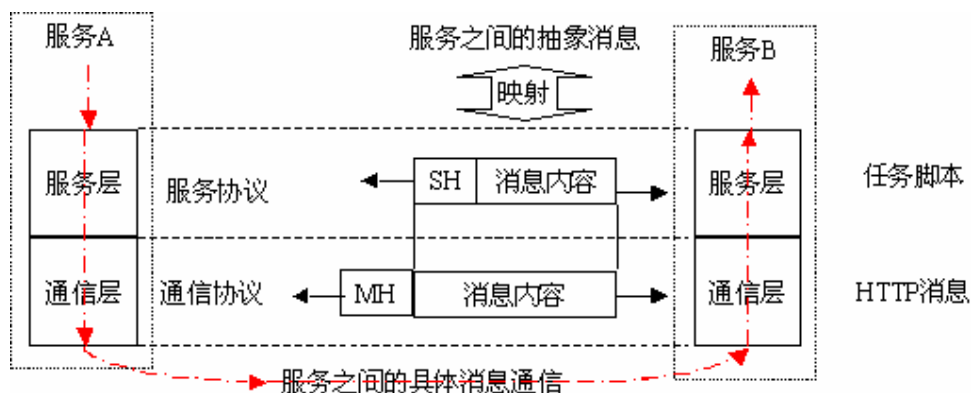 服务A
服务之间的抽象消息
服务B
映射
服务层
服务协议
SH
消息内容
服务层
任务脚本
通信层
通信协议
MH
消息内容
通信层
HTTP消息
服务之间的具体消息通信